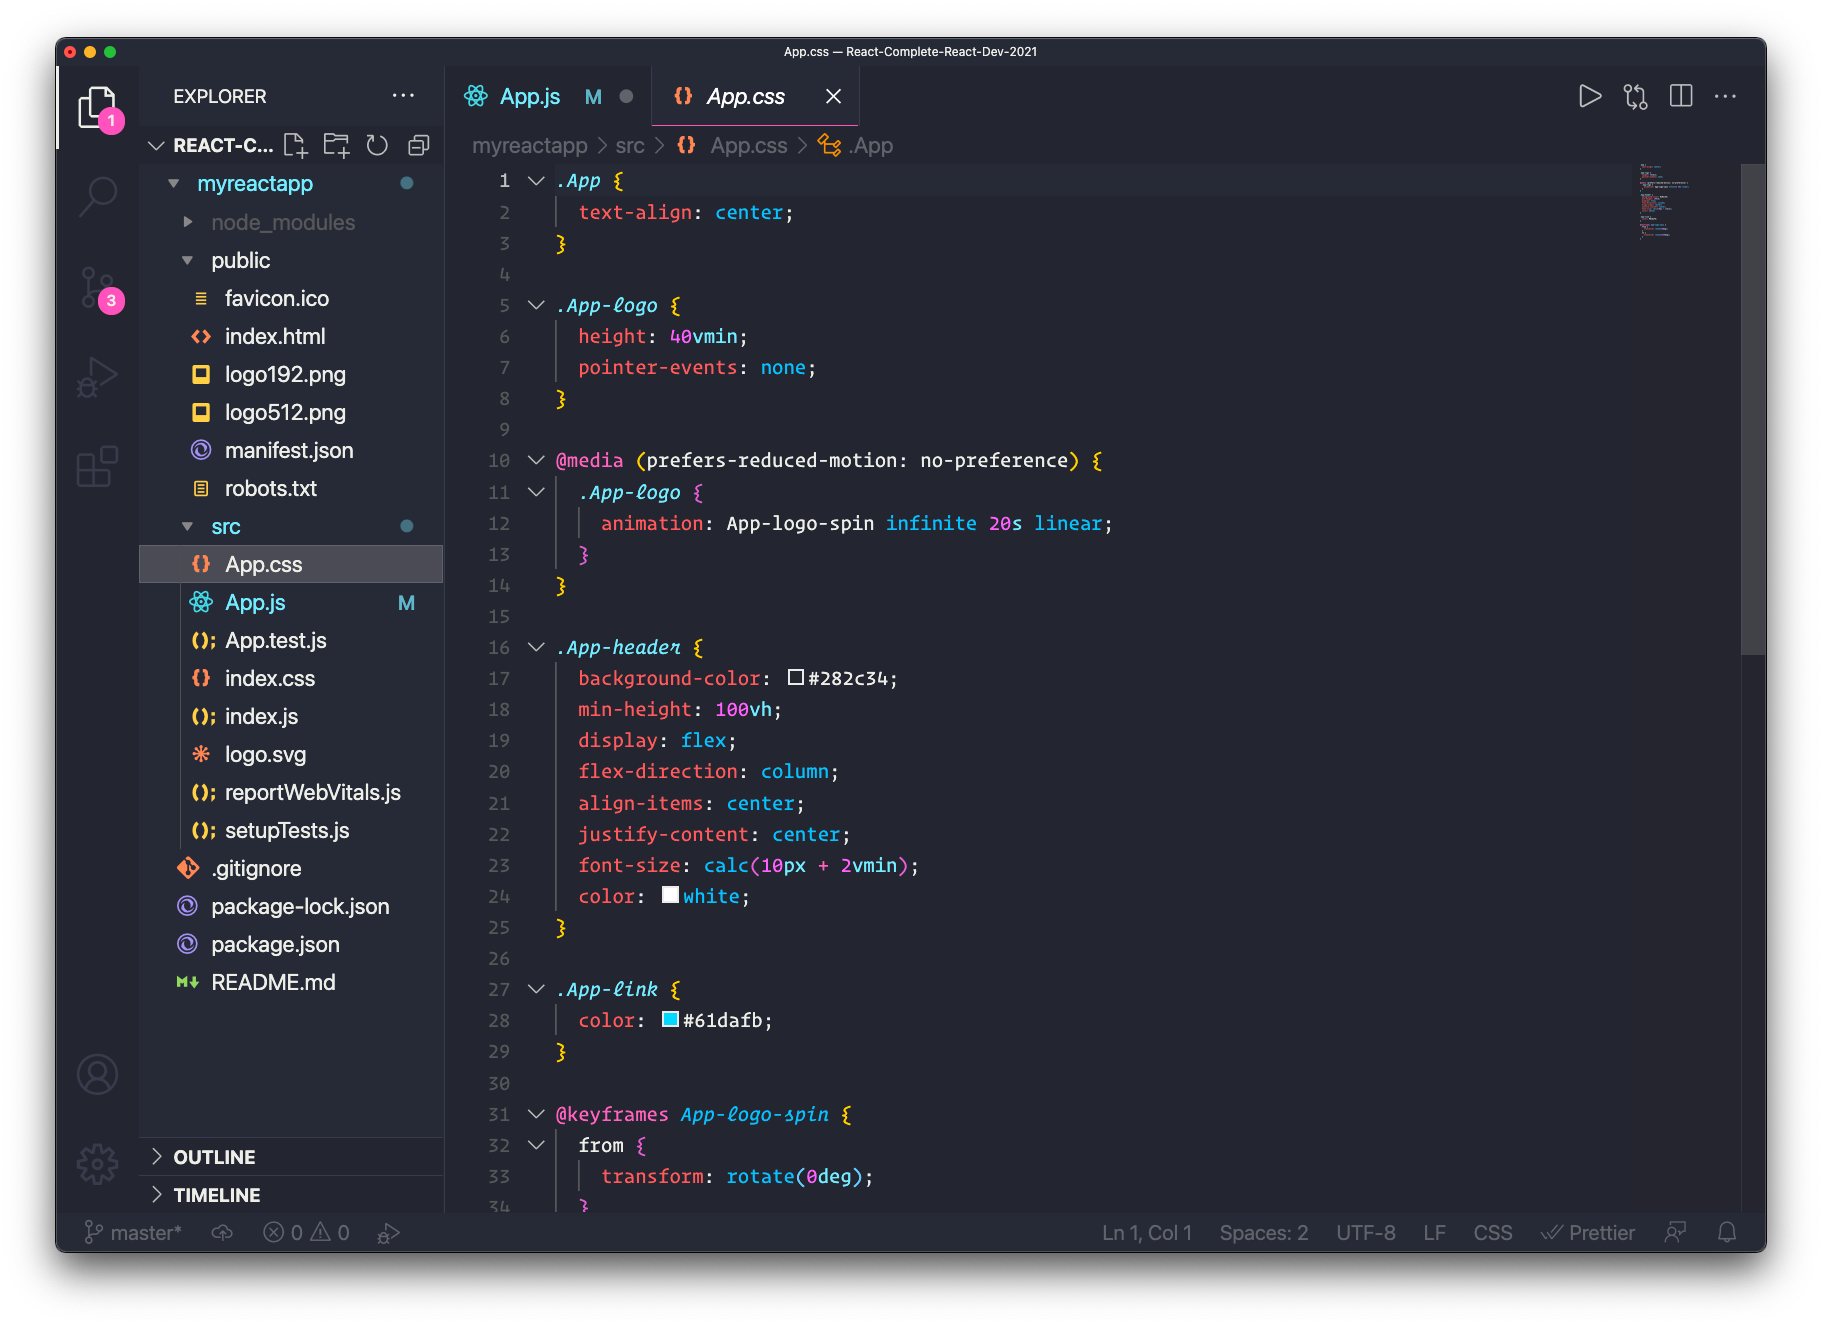 App.css — React-Complete-React-Dev-2021
EXPLORER
App.js M
App.css
1
REACT-C...
myreactapp > src > {} App.css > .App
myreactapp
node_modules
public
favicon.ico
index.html
logo192.png
logo512.png
manifest.json
robots.txt
src
App.css
App.js M
App.test.js
index.css
index.js
logo.svg
reportWebVitals.js
setupTests.js
.gitignore
package-lock.json
package.json
README.md
OUTLINE
TIMELINE
3
1 .App {
2 text-align: center;
3 }
4
5 .App-logo {
6 height: 40vmin;
7 pointer-events: none;
8 }
9
10 @media (prefers-reduced-motion: no-preference) {
11 .App-logo {
12 animation: App-logo-spin infinite 20s linear;
13 }
14 }
15
16 .App-header {
17 background-color: #282c34;
18 min-height: 100vh;
19 display: flex;
20 flex-direction: column;
21 align-items: center;
22 justify-content: center;
23 font-size: calc(10px + 2vmin);
24 color: white;
25 }
26
27 .App-link {
28 color: #61dafb;
29 }
30
31 @keyframes App-logo-spin {
32 from {
33 transform: rotate(0deg);
34 }
master* 0 0 Ln 1, Col 1 Spaces: 2 UTF-8 LF CSS Prettier